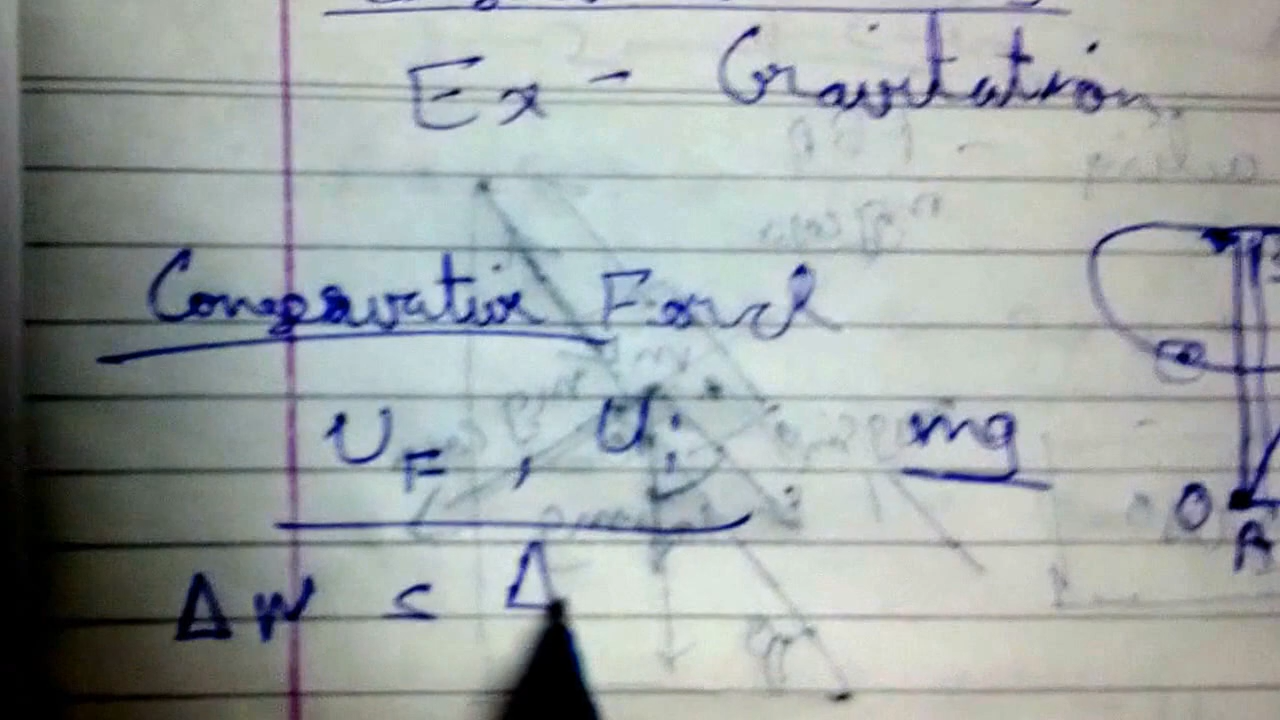 Ex - Gravitation
Conservative Force
U_F , U_i mg
O
A
ΔW = Δ